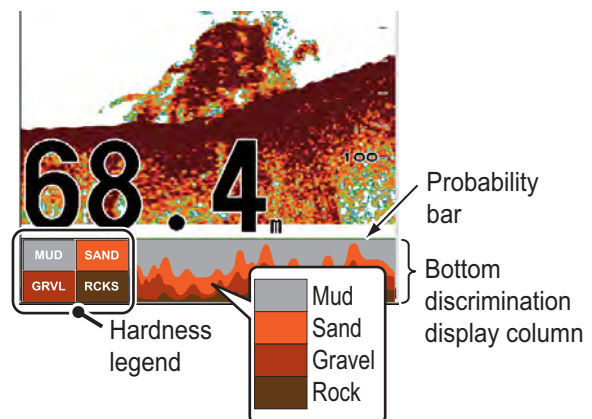 100
68.4m
Probability
bar
MUD SAND
GRVL RCKS
Bottom
discrimination
display column
Hardness
legend
Mud
Sand
Gravel
Rock